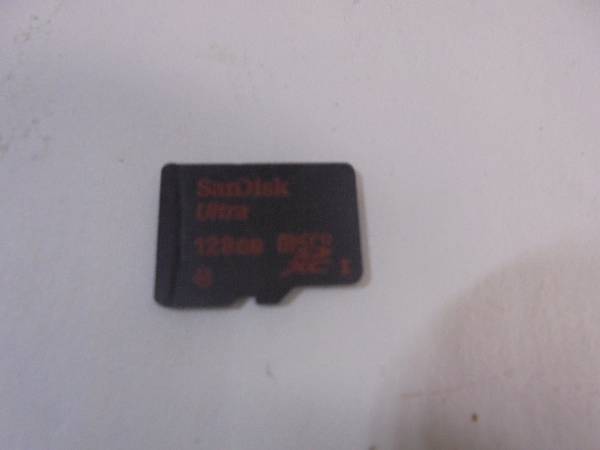 SanDisk
Ultra
128GB microSD
XC I